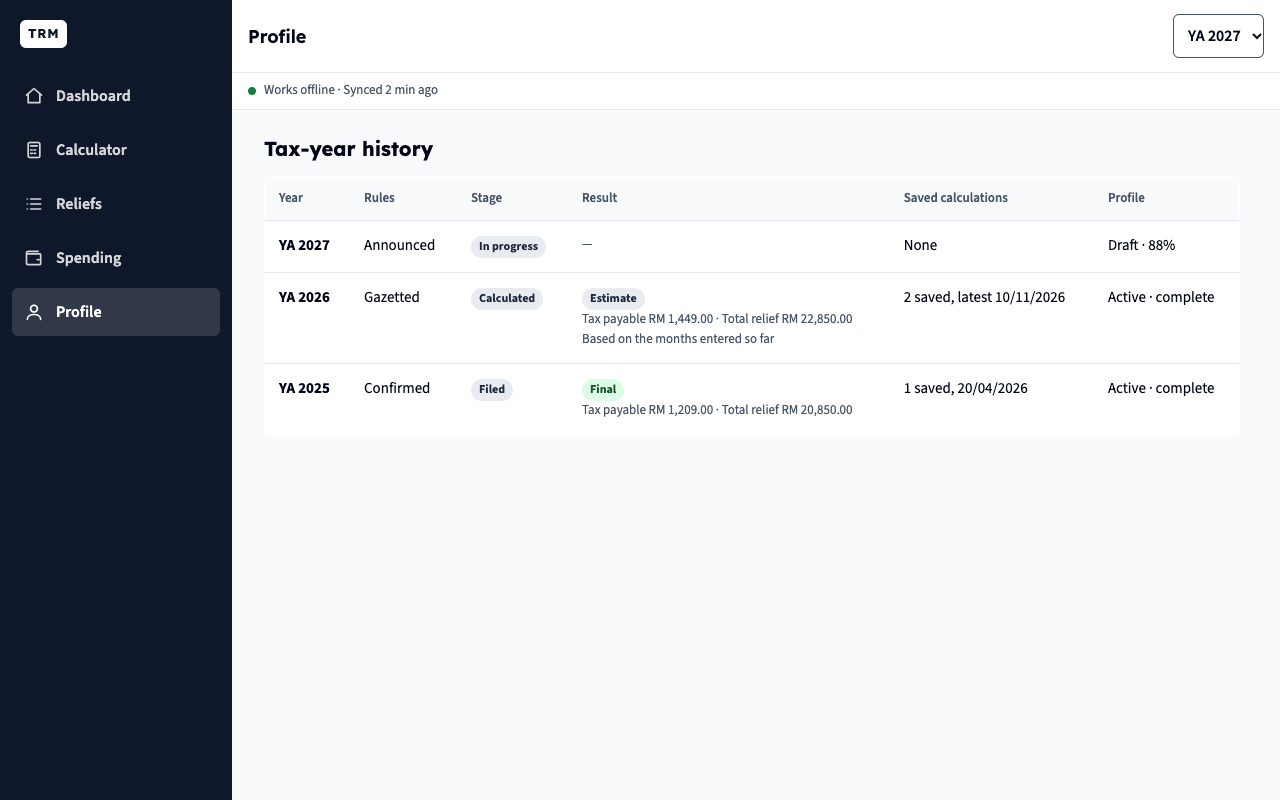 TRM
Profile
YA 2027
Dashboard
Calculator
Reliefs
Spending
Profile
Works offline · Synced 2 min ago
Tax-year history
Year Rules Stage Result Saved calculations Profile
YA 2027 Announced In progress — None Draft · 88%
YA 2026 Gazetted Calculated Estimate 2 saved, latest 10/11/2026 Active · complete
Tax payable RM 1,449.00 · Total relief RM 22,850.00
Based on the months entered so far
YA 2025 Confirmed Filed Final 1 saved, 20/04/2026 Active · complete
Tax payable RM 1,209.00 · Total relief RM 20,850.00